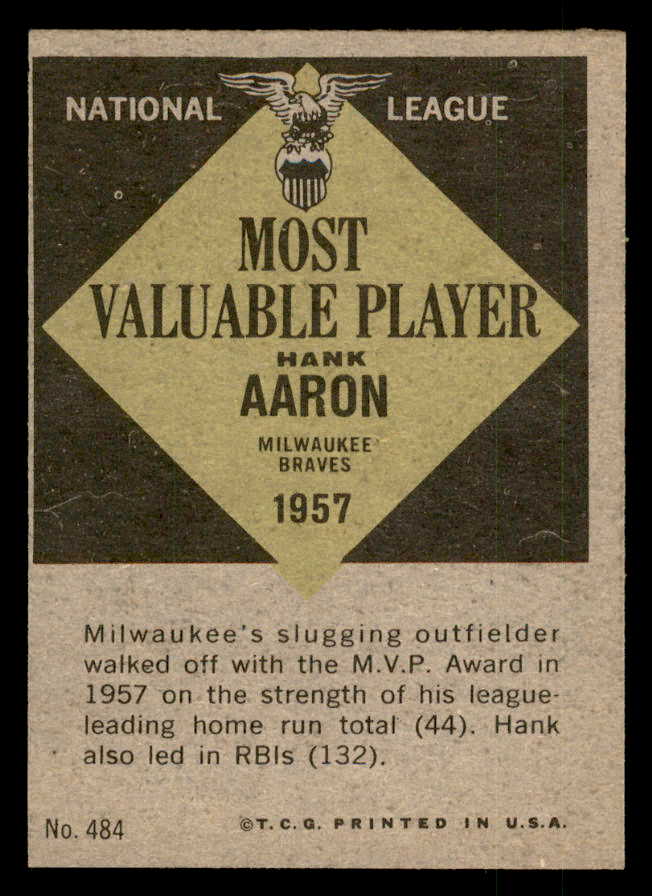 NATIONAL LEAGUE
MOST
VALUABLE PLAYER
HANK
AARON
MILWAUKEE
BRAVES
1957
Milwaukee's slugging outfielder
walked off with the M.V.P. Award in
1957 on the strength of his league-
leading home run total (44). Hank
also led in RBIs (132).
No. 484
©T.C.G. PRINTED IN U.S.A.